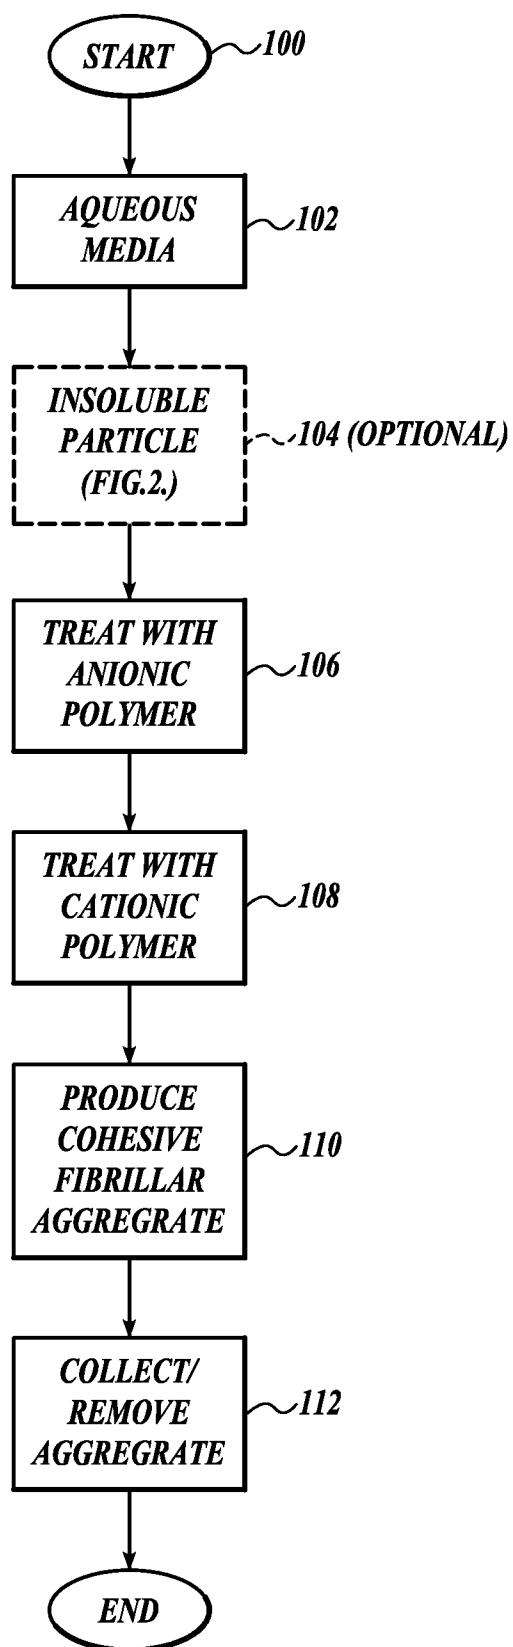 START
100
AQUEOUS
MEDIA
102
INSOLUBLE
PARTICLE
(FIG.2.)
104 (OPTIONAL)
TREAT WITH
ANIONIC
POLYMER
106
TREAT WITH
CATIONIC
POLYMER
108
PRODUCE
COHESIVE
FIBRILLAR
AGGREGRATE
110
COLLECT/
REMOVE
AGGREGRATE
112
END